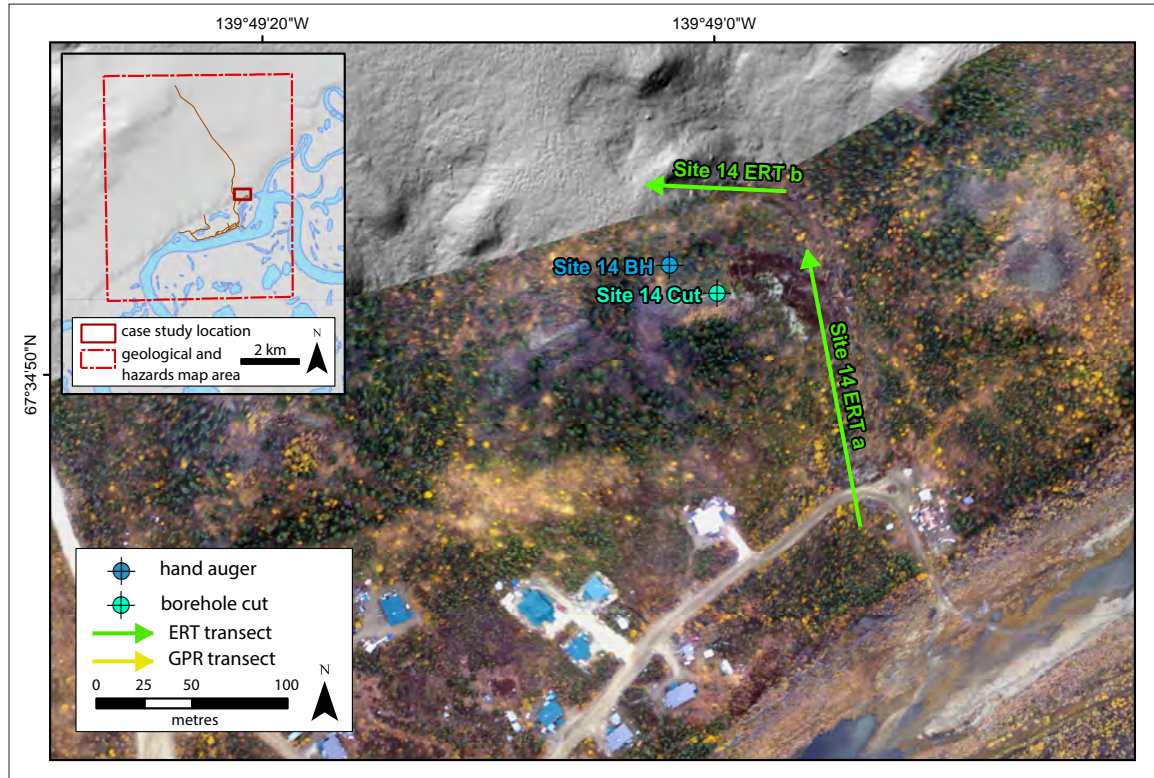 139°49'20"W
139°49'0"W
67°34'50"N
N
case study location
geological and
hazards map area
2 km
Site 14 ERT b
Site 14 BH
Site 14 Cut
Site 14 ERT a
hand auger
borehole cut
ERT transect
GPR transect
0 25 50 100
metres
N